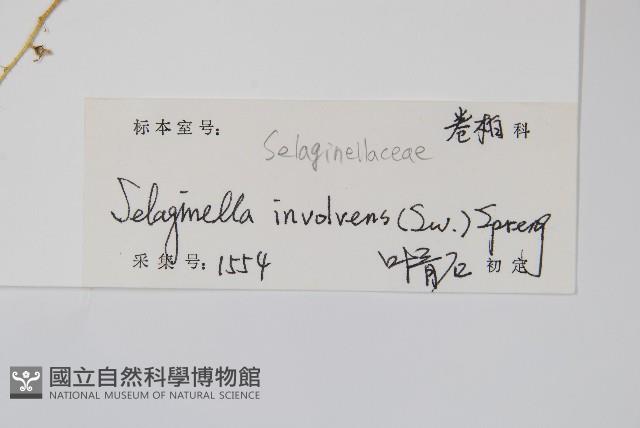 标本室号: 卷柏科
Selaginellaceae
Selaginella involvens (Sw.) Spreng
采集号: 1554 叶育石 初定
國立自然科學博物館
NATIONAL MUSEUM OF NATURAL SCIENCE